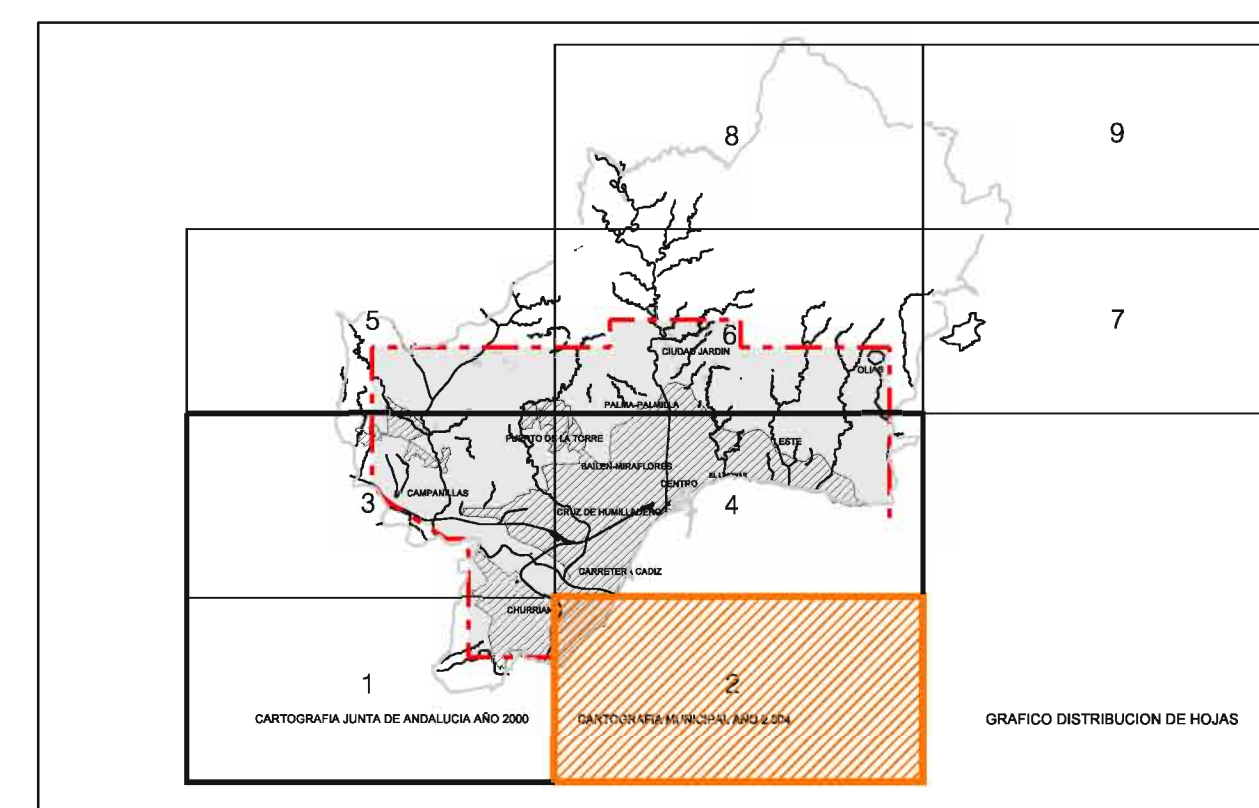 8
9
5
6
7
CIUDAD JARDIN
OLIAS
PALMA-PALMILLA
PUERTO DE LA TORRE
ESTE
BAILEN-MIRAFLORES
CENTRO
CAMPANILLAS
3
CRUZ DE HUMILLADERO
4
CARRETERA CADIZ
CHURRIANA
1
2
CARTOGRAFIA JUNTA DE ANDALUCIA AÑO 2000
CARTOGRAFIA MUNICIPAL AÑO 2.004
GRAFICO DISTRIBUCION DE HOJAS